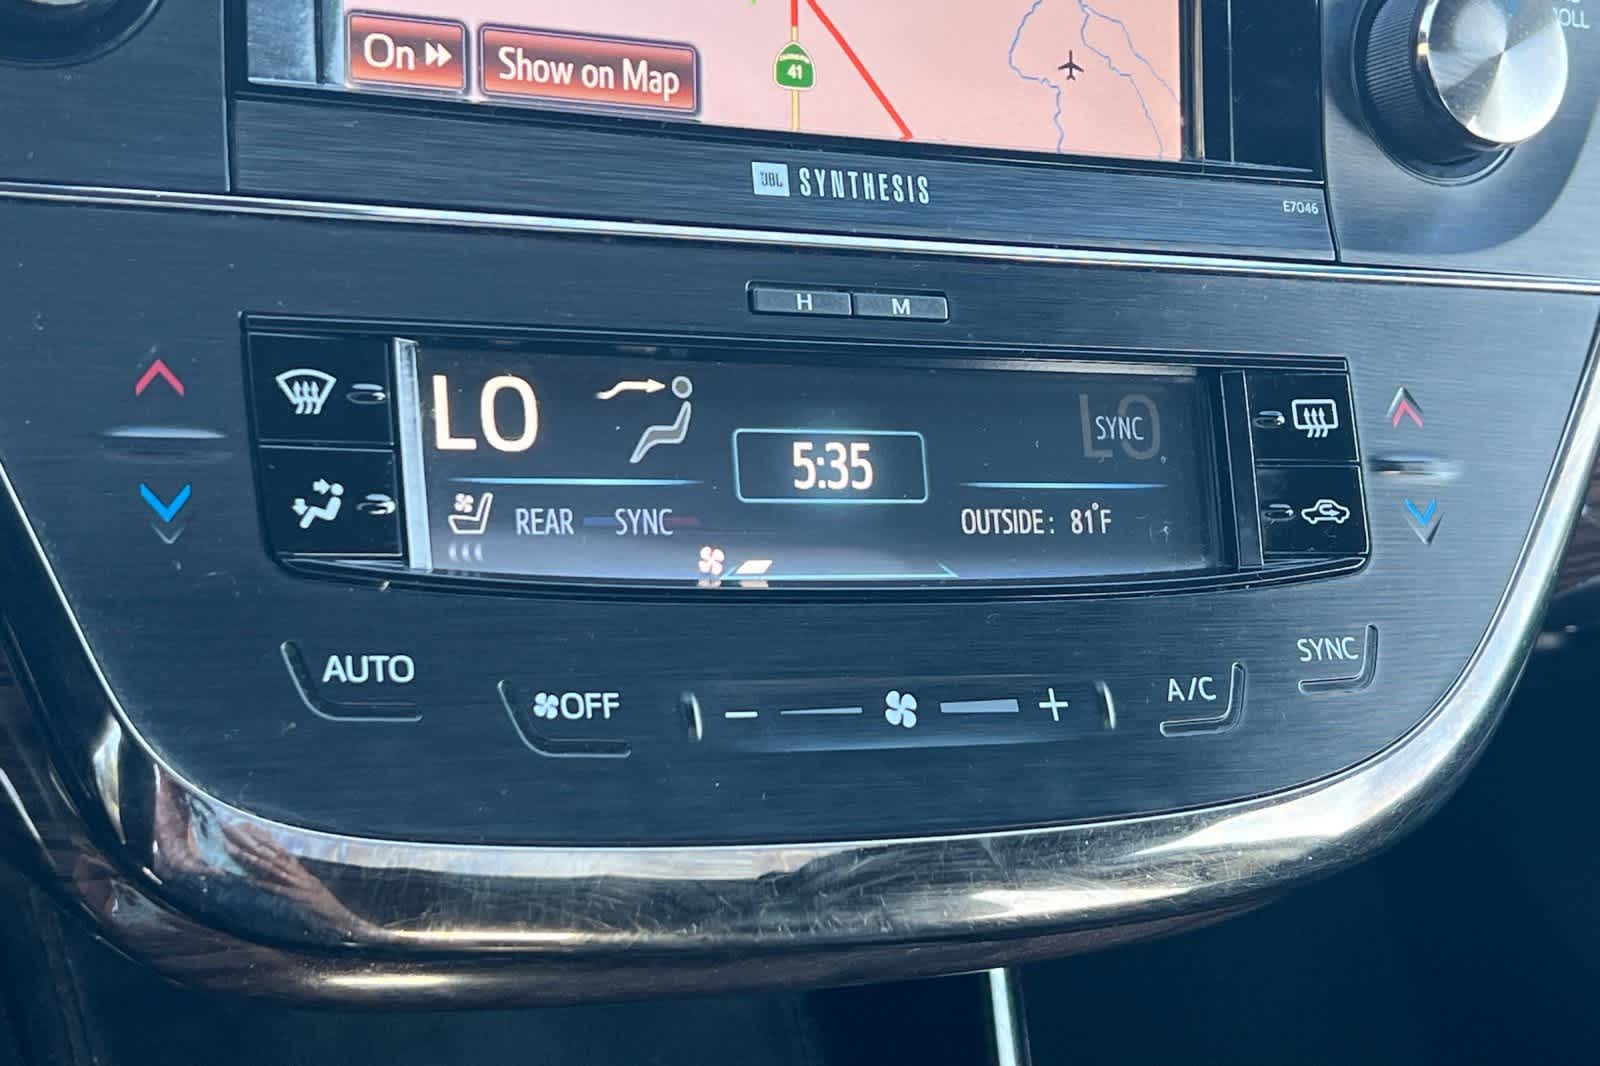 On
Show on Map
41
JBL SYNTHESIS
E7046
H M
LO
LO
SYNC
5:35
REAR SYNC
OUTSIDE: 81°F
AUTO
OFF
- +
A/C
SYNC